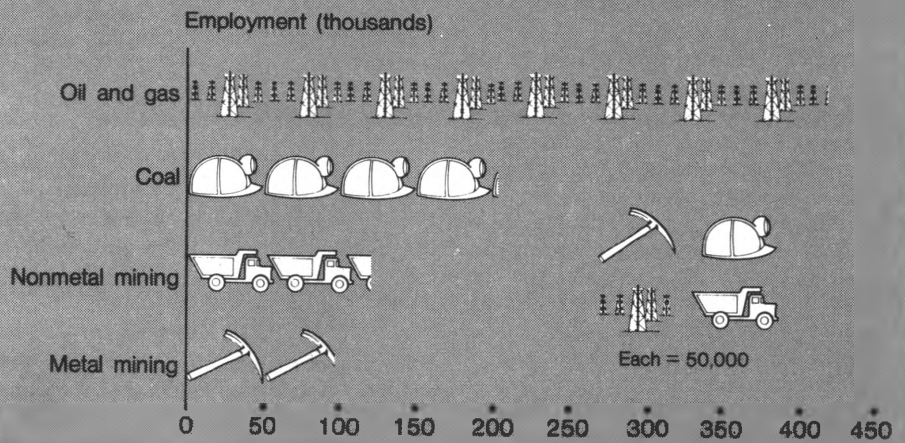 Employment (thousands)
Oil and gas
Coal
Nonmetal mining
Metal mining
Each = 50,000
0 50 100 150 200 250 300 350 400 450